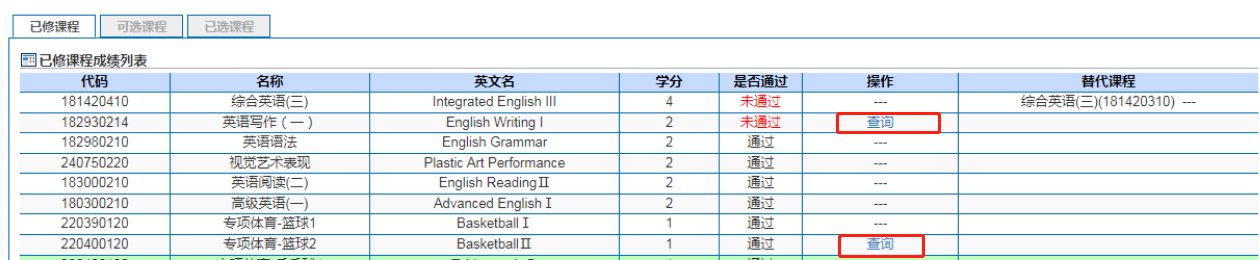 已修课程 可选课程 已选课程
已修课程成绩列表
代码 名称 英文名 学分 是否通过 操作 替代课程
181420410 综合英语(三) Integrated English III 4 未通过 --- 综合英语(三)(181420310) ---
182930214 英语写作（一） English Writing I 2 未通过 查询
182980210 英语语法 English Grammar 2 通过 ---
240750220 视觉艺术表现 Plastic Art Performance 2 通过 ---
183000210 英语阅读(二) English Reading Ⅱ 2 通过 ---
180300210 高级英语(一) Advanced English Ⅰ 2 通过 ---
220390120 专项体育-篮球1 Basketball Ⅰ 1 通过 ---
220400120 专项体育-篮球2 Basketball Ⅱ 1 通过 查询